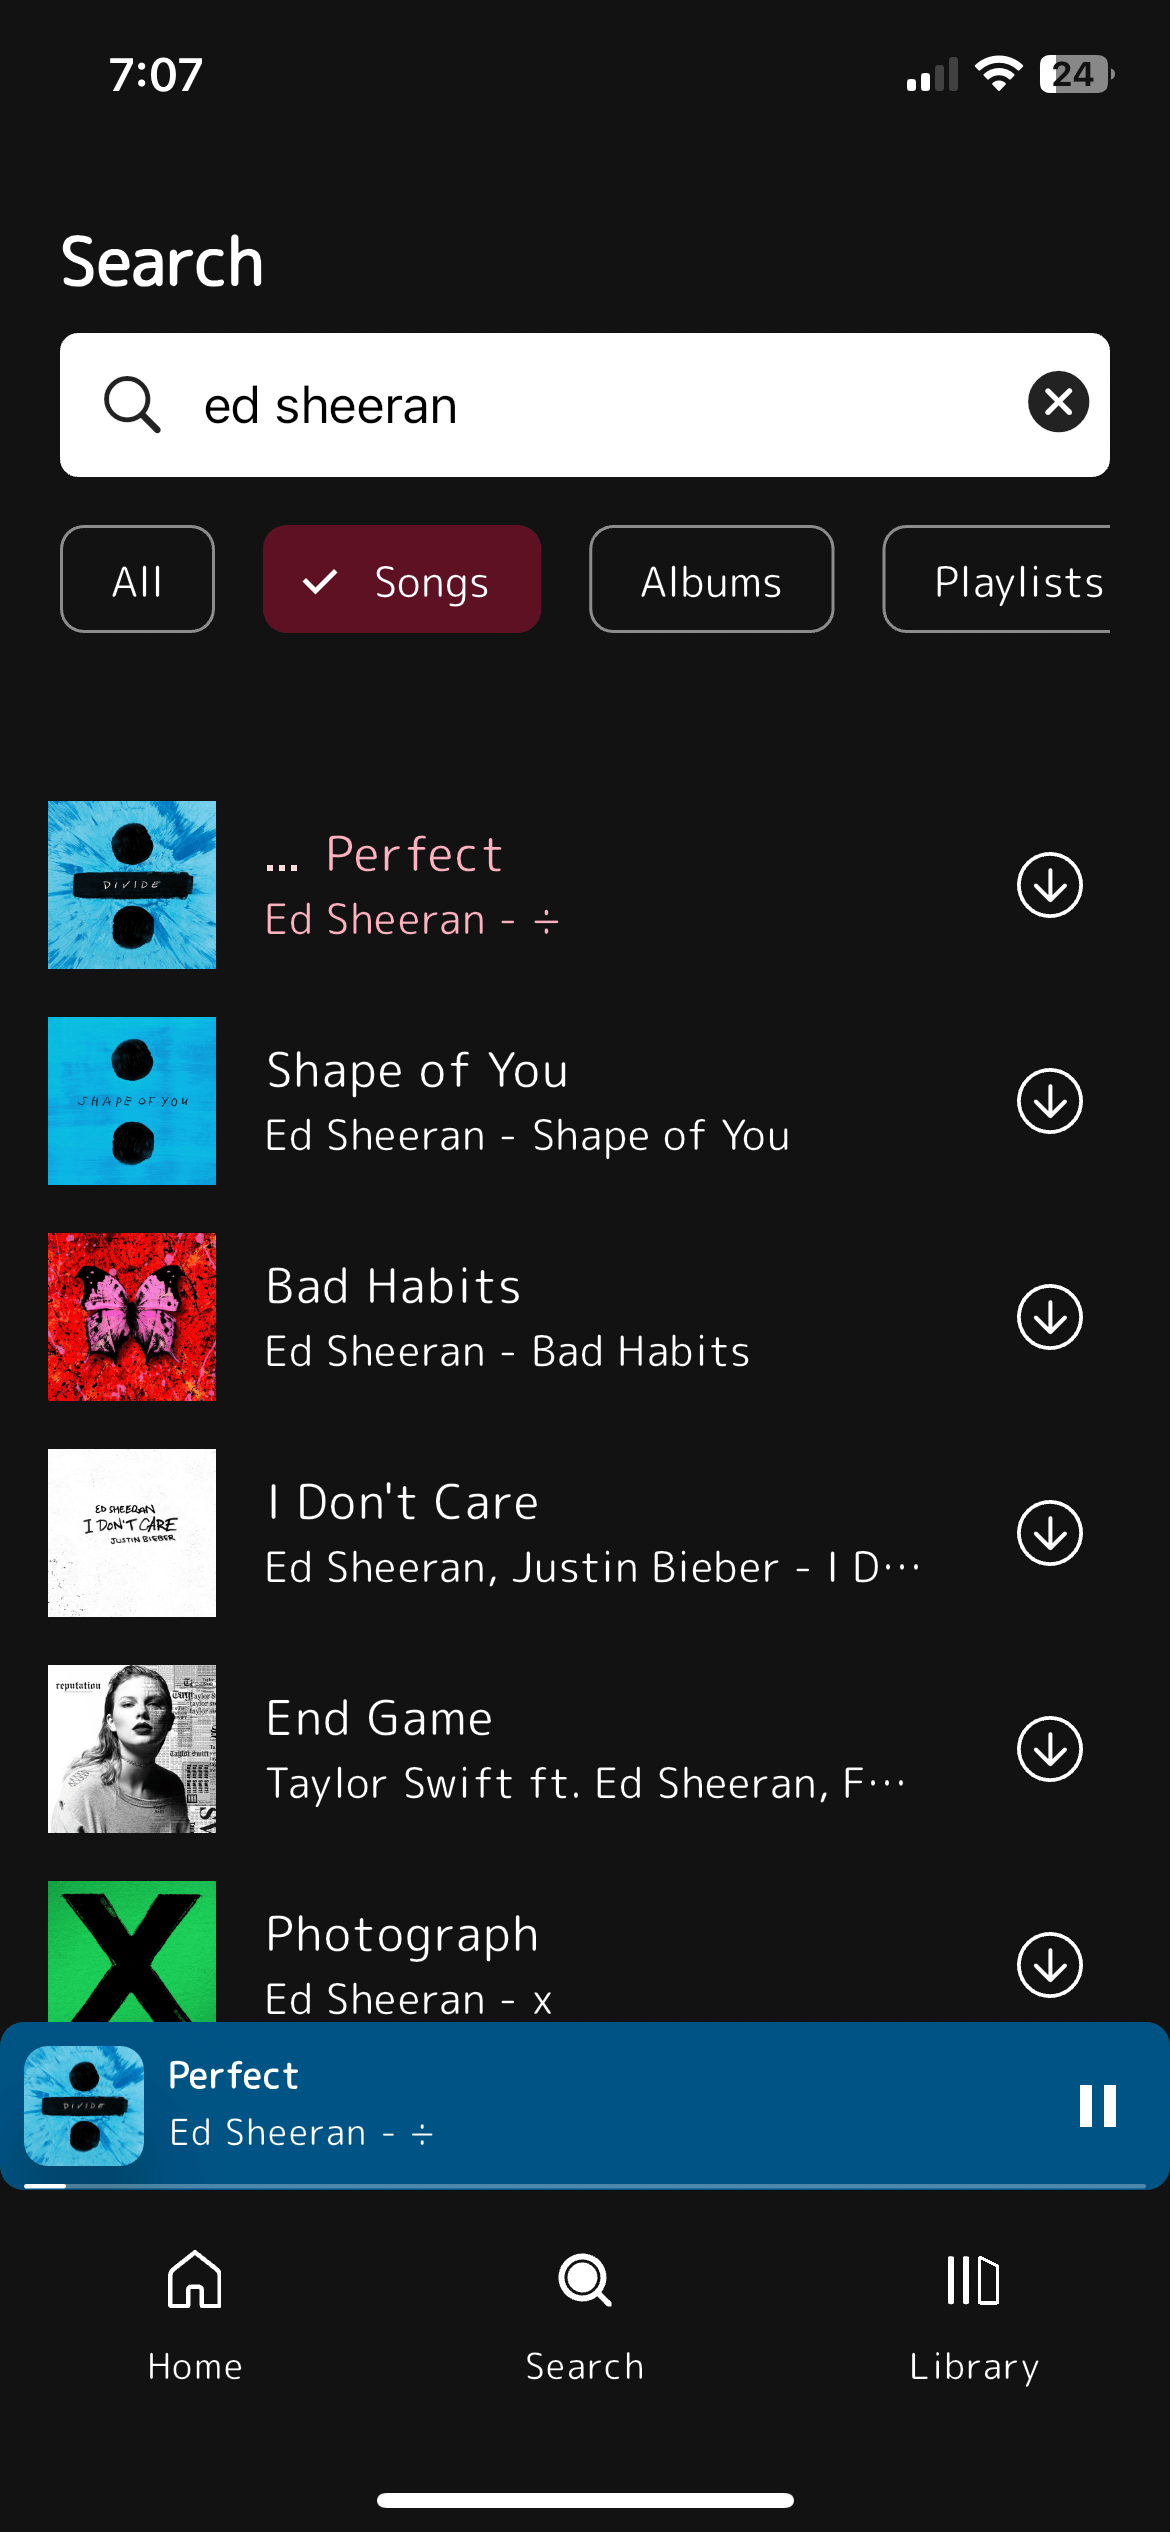 7:07
24
Search
ed sheeran
All
Songs
Albums
Playlists
DIVIDE
... Perfect
Ed Sheeran - ÷
SHAPE OF YOU
Shape of You
Ed Sheeran - Shape of You
Bad Habits
Ed Sheeran - Bad Habits
ED SHEERAN
I DON'T CARE
JUSTIN BIEBER
I Don't Care
Ed Sheeran, Justin Bieber - I D…
reputation
End Game
Taylor Swift ft. Ed Sheeran, F…
X
Photograph
Ed Sheeran - x
DIVIDE
Perfect
Ed Sheeran - ÷
Home
Search
Library